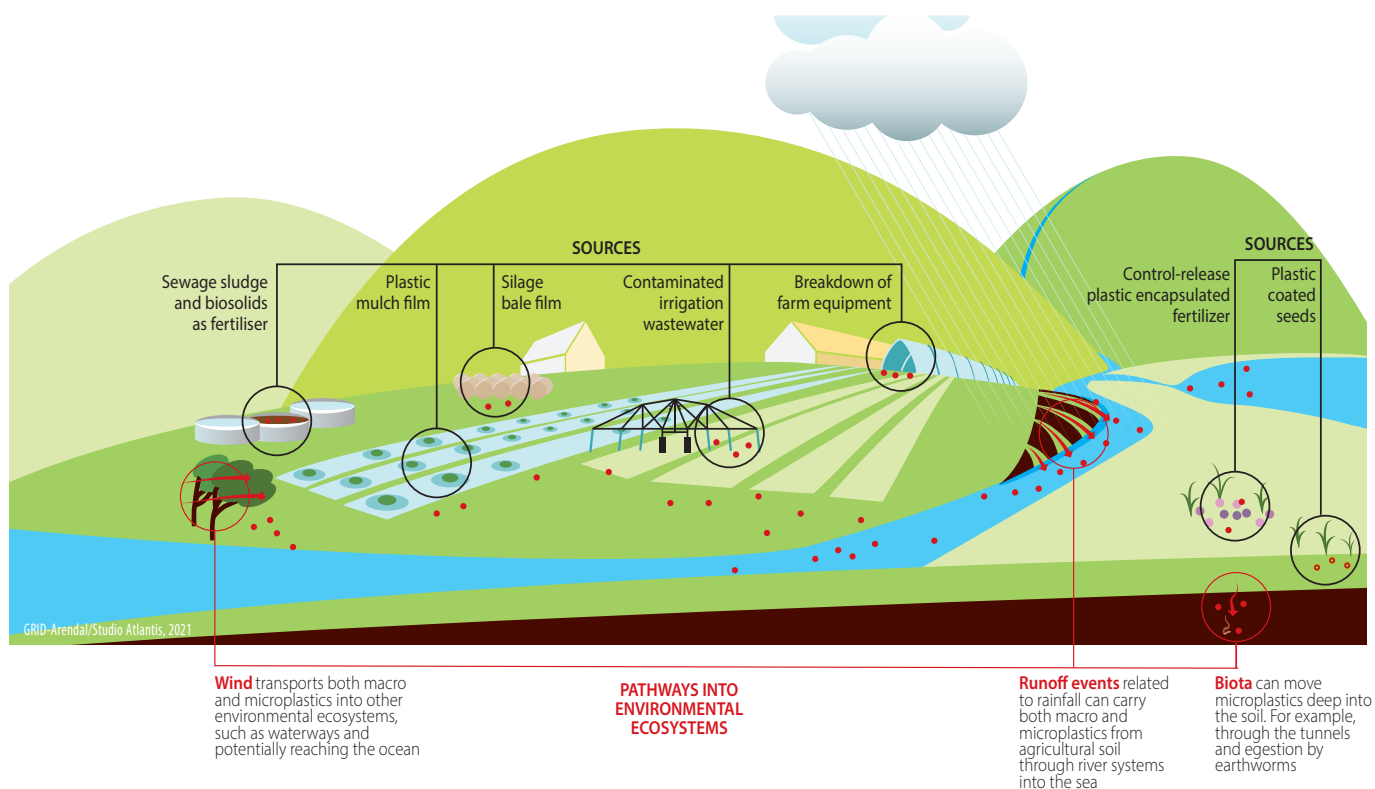 SOURCES
Sewage sludge
and biosolids
as fertiliser
Plastic
mulch film
Silage
bale film
Contaminated
irrigation
wastewater
Breakdown of
farm equipment
SOURCES
Control-release
plastic encapsulated
fertilizer
Plastic
coated
seeds
GRID-Arendal/Studio Atlantis, 2021
Wind transports both macro
and microplastics into other
environmental ecosystems,
such as waterways and
potentially reaching the ocean
PATHWAYS INTO
ENVIRONMENTAL
ECOSYSTEMS
Runoff events related
to rainfall can carry
both macro and
microplastics from
agricultural soil
through river systems
into the sea
Biota can move
microplastics deep into
the soil. For example,
through the tunnels
and egestion by
earthworms